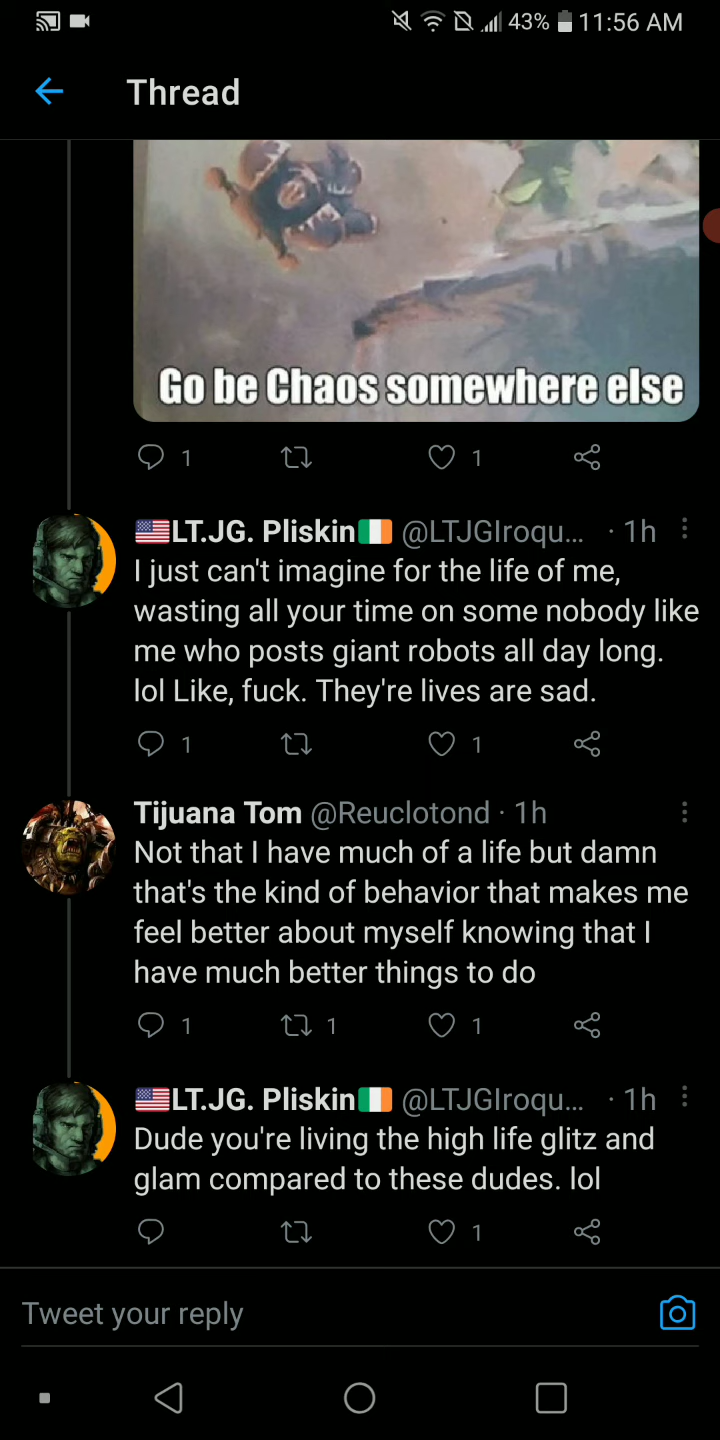 43% 11:56 AM
Thread
Go be Chaos somewhere else
1 1
🇺🇸LT.JG. Pliskin🇮🇪 @LTJGIroqu... · 1h
I just can't imagine for the life of me,
wasting all your time on some nobody like
me who posts giant robots all day long.
lol Like, fuck. They're lives are sad.
1 1
Tijuana Tom @Reuclotond · 1h
Not that I have much of a life but damn
that's the kind of behavior that makes me
feel better about myself knowing that I
have much better things to do
1 1 1
🇺🇸LT.JG. Pliskin🇮🇪 @LTJGIroqu... · 1h
Dude you're living the high life glitz and
glam compared to these dudes. lol
1
Tweet your reply